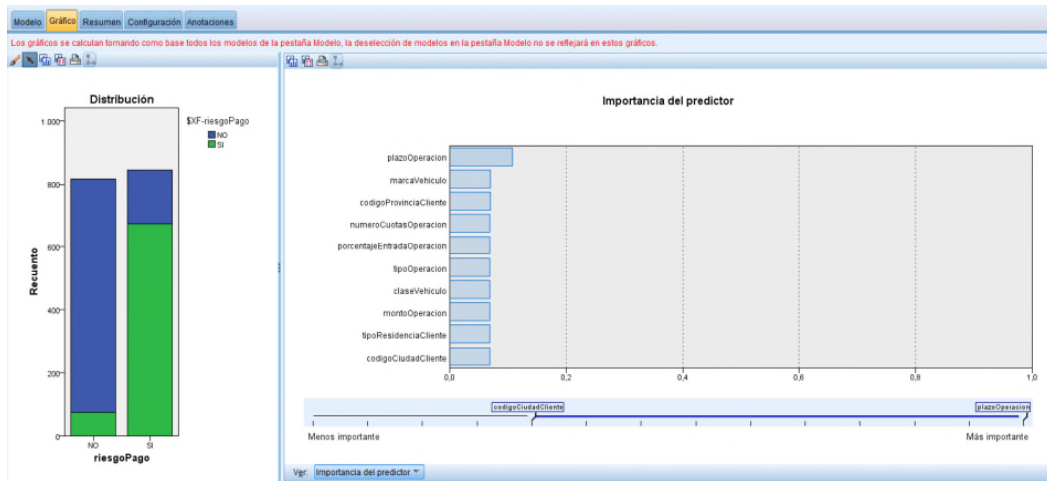 Modelo Gráfico Resumen Configuración Anotaciones
Los gráficos se calculan tomando como base todos los modelos de la pestaña Modelo, la deselección de modelos en la pestaña Modelo no se reflejará en estos gráficos.
Distribución
$XF-riesgoPago
NO
SI
1.000
800
600
400
200
0
Recuento
NO SI
riesgoPago
Importancia del predictor
plazoOperacion
marcaVehiculo
codigoProvinciaCliente
numeroCuotasOperacion
porcentajeEntradaOperacion
tipoOperacion
claseVehiculo
montoOperacion
tipoResidenciaCliente
codigoCiudadCliente
0,0 0,2 0,4 0,6 0,8 1,0
codigoCiudadCliente plazoOperacion
Menos importante Más importante
Ver: Importancia del predictor